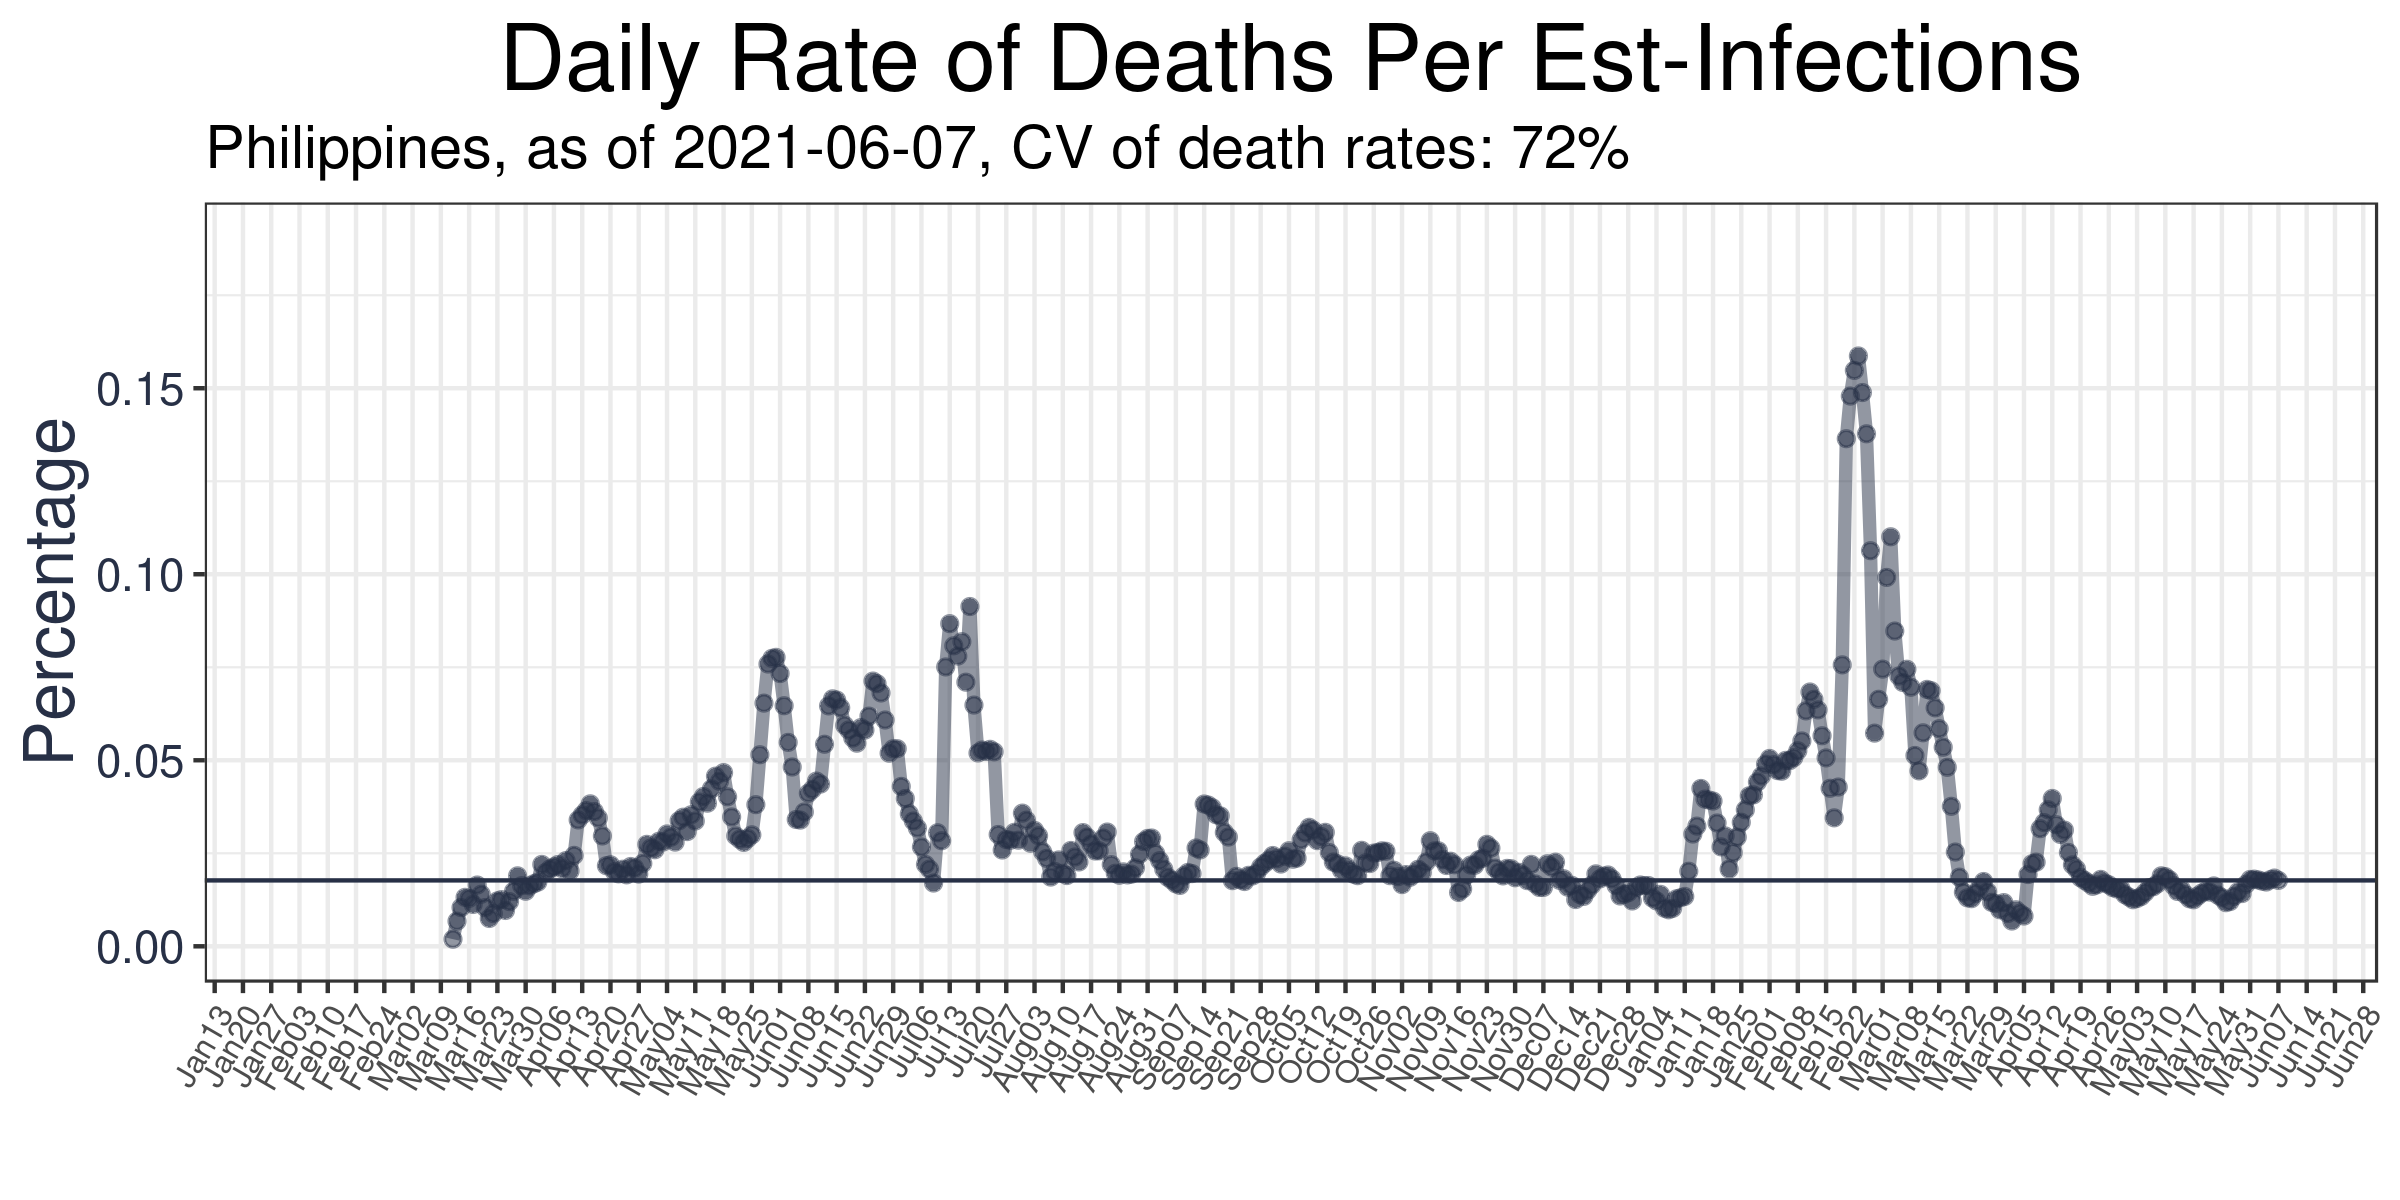 Daily Rate of Deaths Per Est-Infections
Philippines, as of 2021-06-07, CV of death rates: 72%
Percentage
0.15
0.10
0.05
0.00
Jan13
Jan20
Jan27
Feb03
Feb10
Feb17
Feb24
Mar02
Mar09
Mar16
Mar23
Mar30
Apr06
Apr13
Apr20
Apr27
May04
May11
May18
May25
Jun01
Jun08
Jun15
Jun22
Jun29
Jul06
Jul13
Jul20
Jul27
Aug03
Aug10
Aug17
Aug24
Aug31
Sep07
Sep14
Sep21
Sep28
Oct05
Oct12
Oct19
Oct26
Nov02
Nov09
Nov16
Nov23
Nov30
Dec07
Dec14
Dec21
Dec28
Jan04
Jan11
Jan18
Jan25
Feb01
Feb08
Feb15
Feb22
Mar01
Mar08
Mar15
Mar22
Mar29
Apr05
Apr12
Apr19
Apr26
May03
May10
May17
May24
May31
Jun07
Jun14
Jun21
Jun28